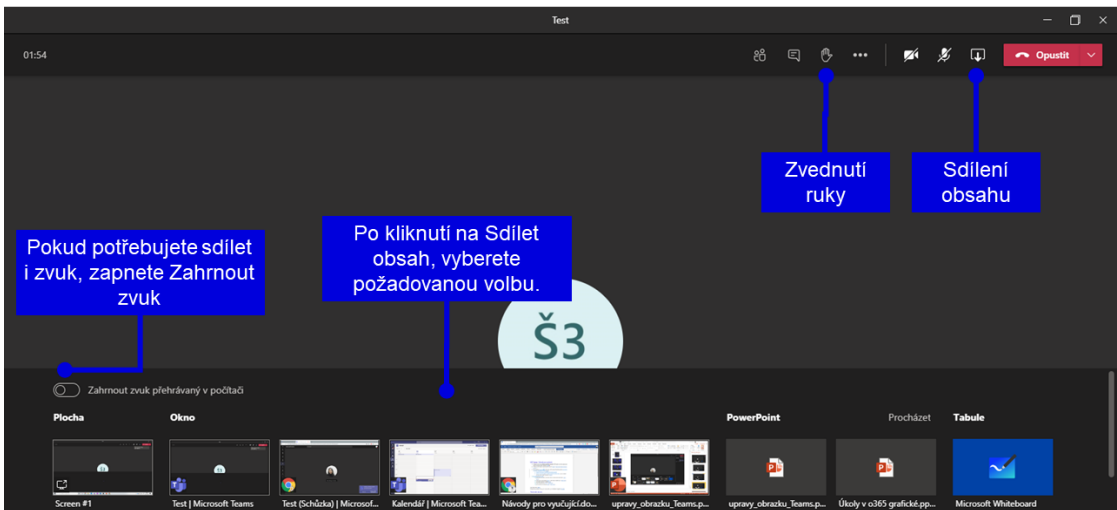 Test
01:54
Opustit
Zvednutí
ruky
Sdílení
obsahu
Pokud potřebujete sdílet
i zvuk, zapnete Zahrnout
zvuk
Po kliknutí na Sdílet
obsah, vyberete
požadovanou volbu.
Š3
Zahrnout zvuk přehrávaný v počítači
Plocha
Okno
PowerPoint
Procházet
Tabule
Screen #1
Test | Microsoft Teams
Test (Schůzka) | Microsof...
Kalendář | Microsoft Tea...
Návody pro vyučující.do...
upravy_obrazku_Teams.p...
upravy_obrazku_Teams.p...
Úkoly v o365 grafické.pp...
Microsoft Whiteboard